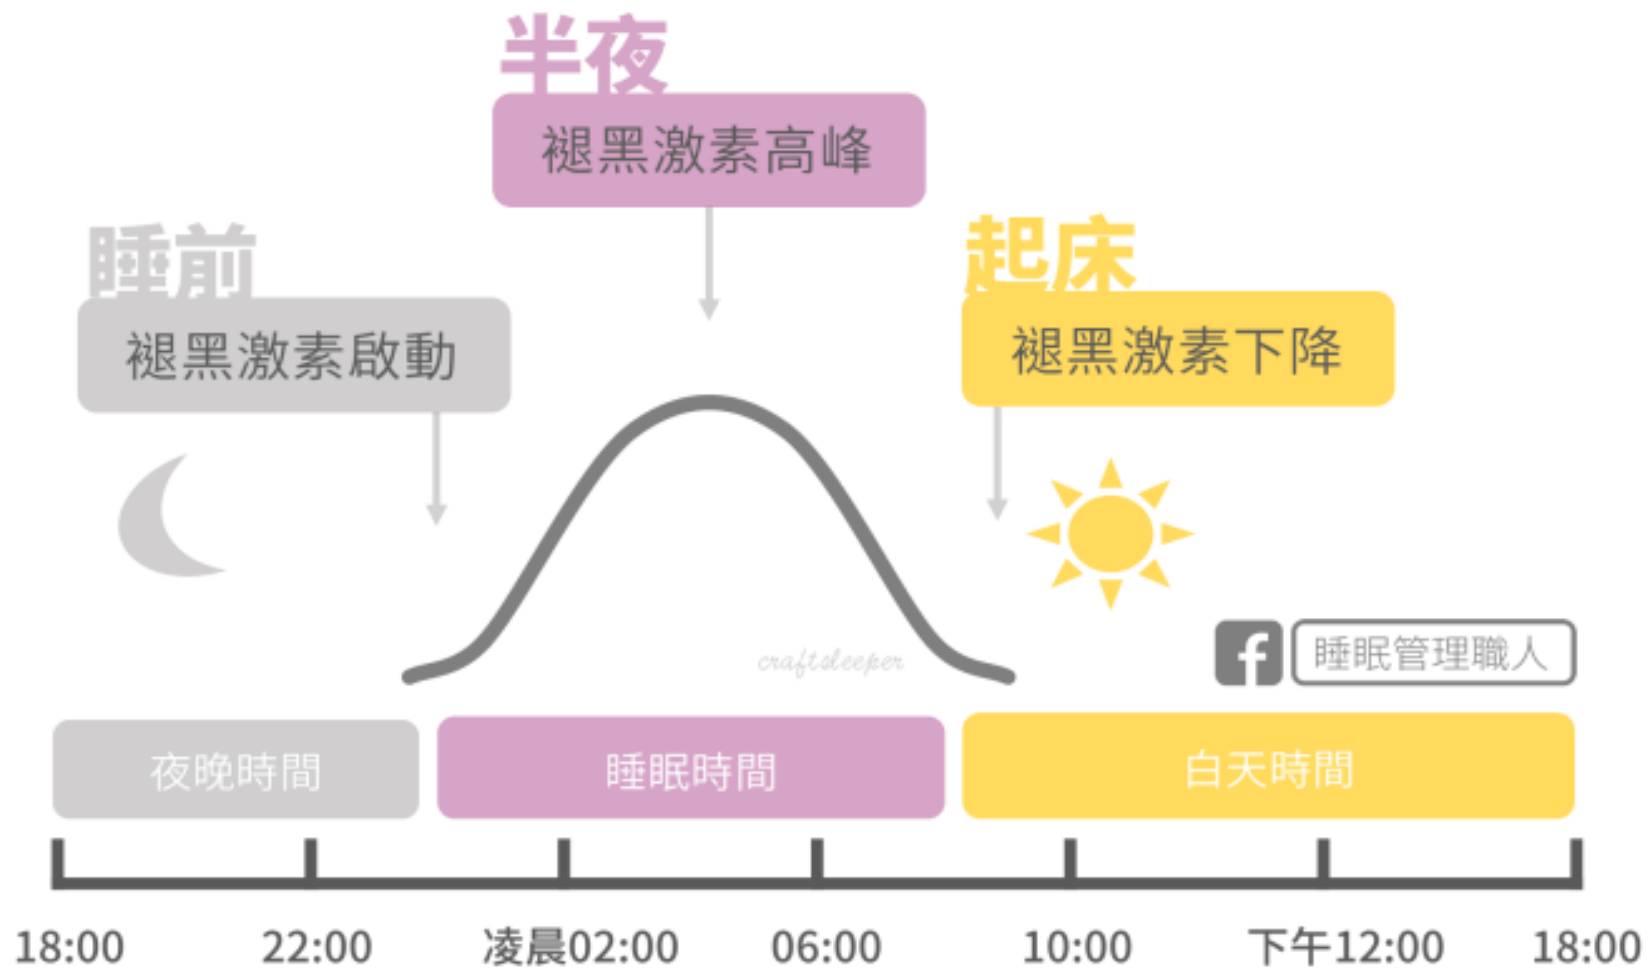 半夜
褪黑激素高峰
睡前
褪黑激素啟動
起床
褪黑激素下降
craftsleeper
睡眠管理職人
夜晚時間
睡眠時間
白天時間
18:00
22:00
凌晨02:00
06:00
10:00
下午12:00
18:00